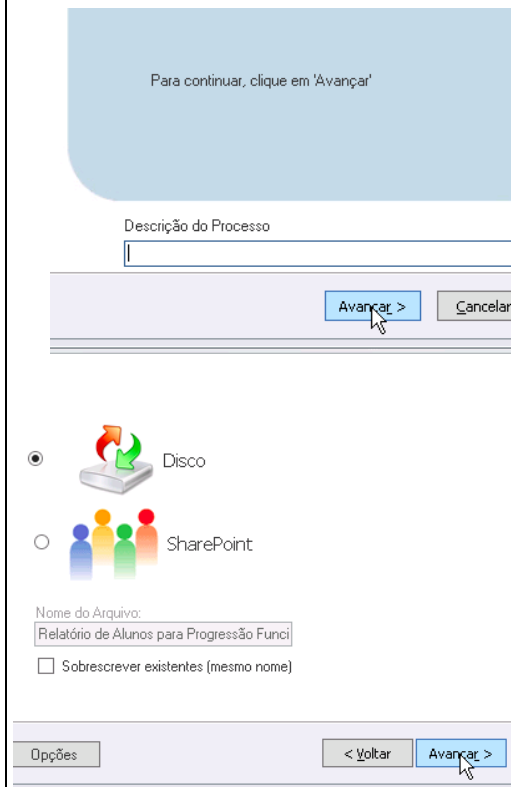 Para continuar, clique em 'Avançar'
Descrição do Processo
Avançar > Cancelar
Disco
SharePoint
Nome do Arquivo:
Relatório de Alunos para Progressão Funci
Sobrescrever existentes (mesmo nome)
Opções < Voltar Avançar >